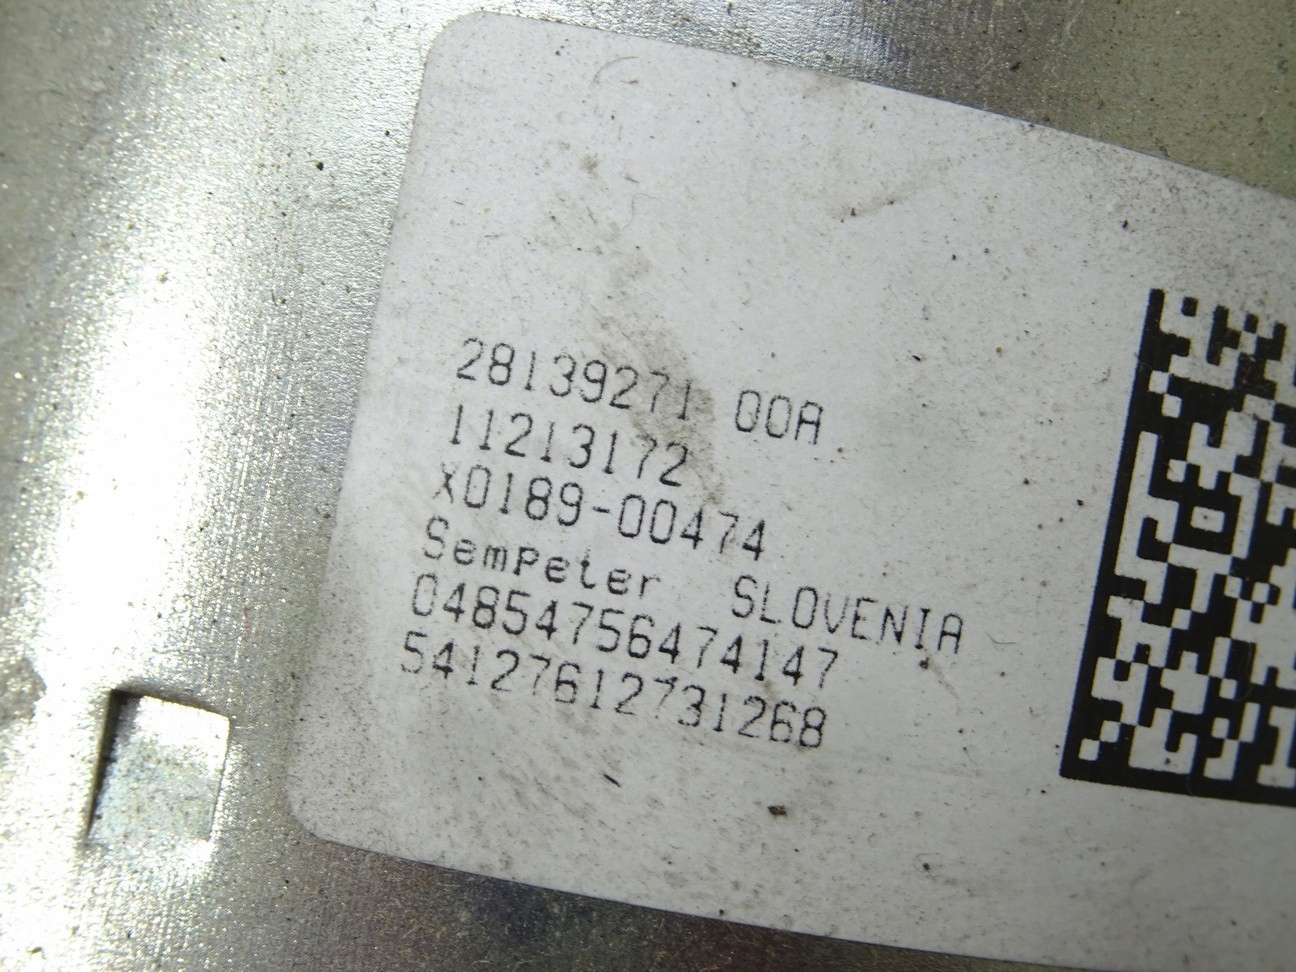 28139271 00A
11213172
X0189-00474
SemPeter SLOVENIA
04854756474147
54127612731268